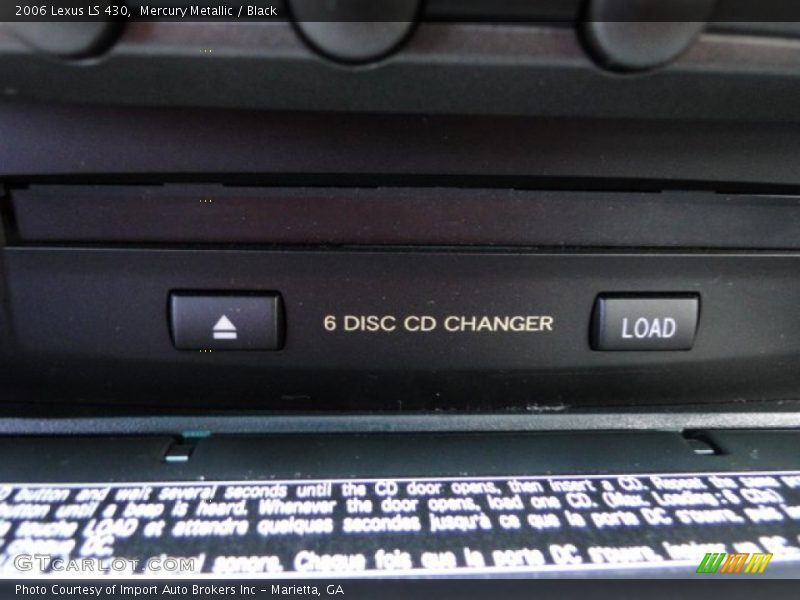 2006 Lexus LS 430, Mercury Metallic / Black
6 DISC CD CHANGER
LOAD
button and wait several seconds until the CD door opens, then insert a CD. Repeat the same
button until a beep is heard. Whenever the door opens, load one CD. (Max. Loading : 6 CDs)
touche LOAD et attendre quelques secondes jusqu'à ce que la porte DC s'ouvre,
DC.
sonore. Chaque fois que la porte DC s'ouvre, DC.
GTcarlot.com
Photo Courtesy of Import Auto Brokers Inc – Marietta, GA